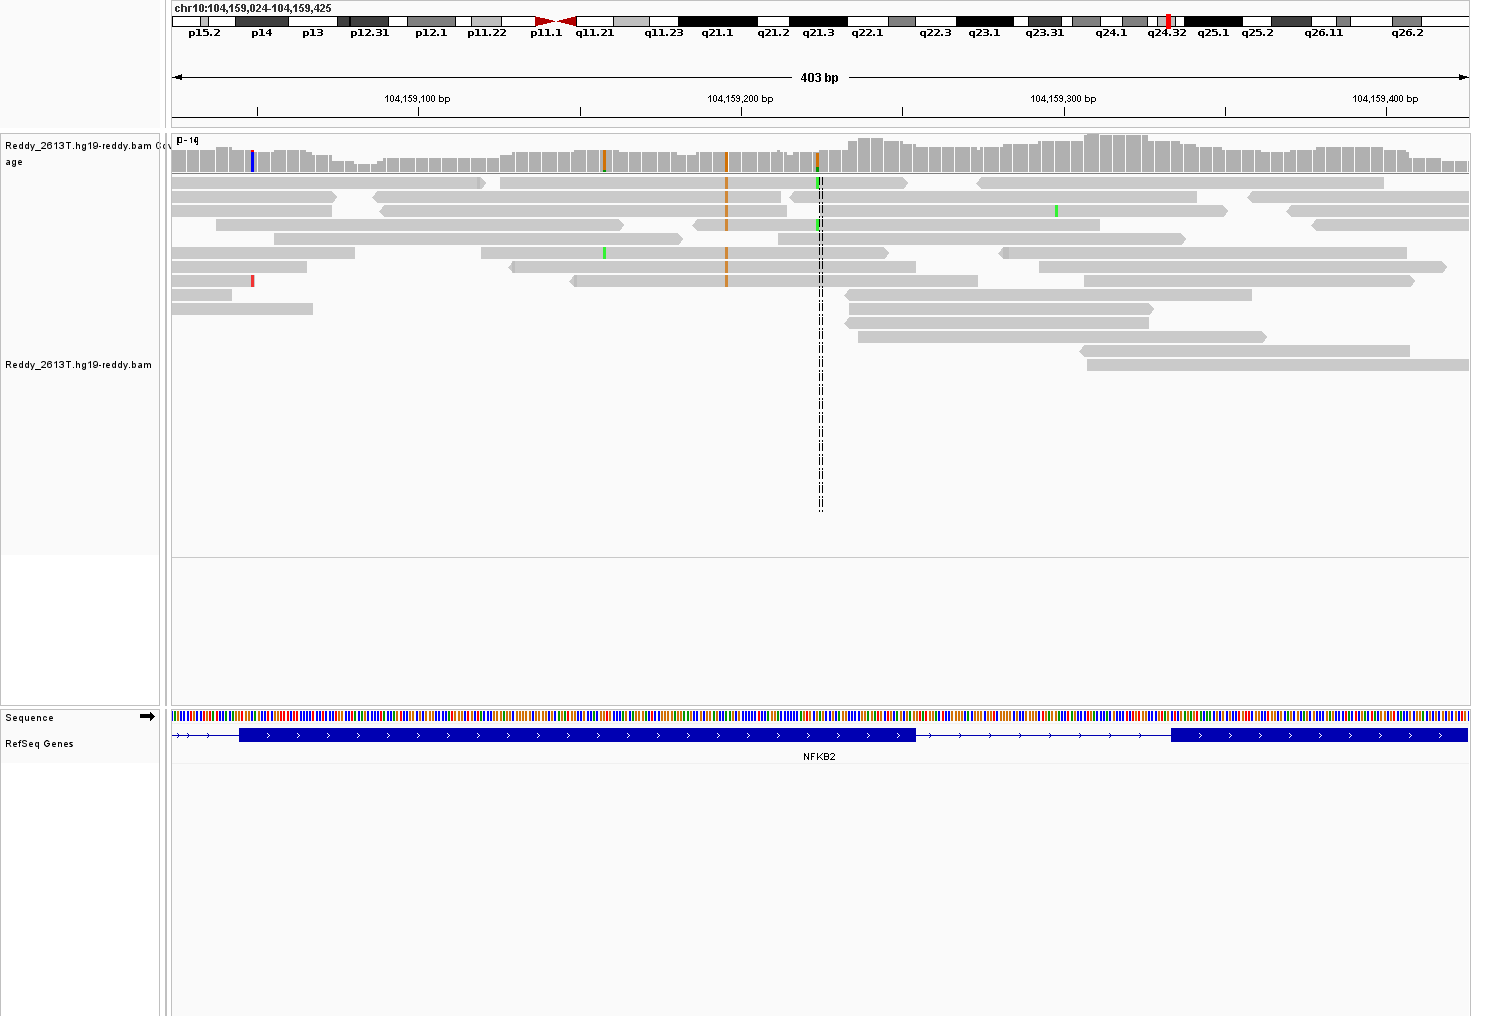 chr10:104,159,024-104,159,425
p15.2 p14 p13 p12.31 p12.1 p11.22 p11.1 q11.21 q11.23 q21.1 q21.2 q21.3 q22.1 q22.3 q23.1 q23.31 q24.1 q24.32 q25.1 q25.2 q26.11 q26.2
403 bp
104,159,100 bp 104,159,200 bp 104,159,300 bp 104,159,400 bp
Reddy_2613T.hg19-reddy.bam Cov
age
Reddy_2613T.hg19-reddy.bam
Sequence
RefSeq Genes
NFKB2